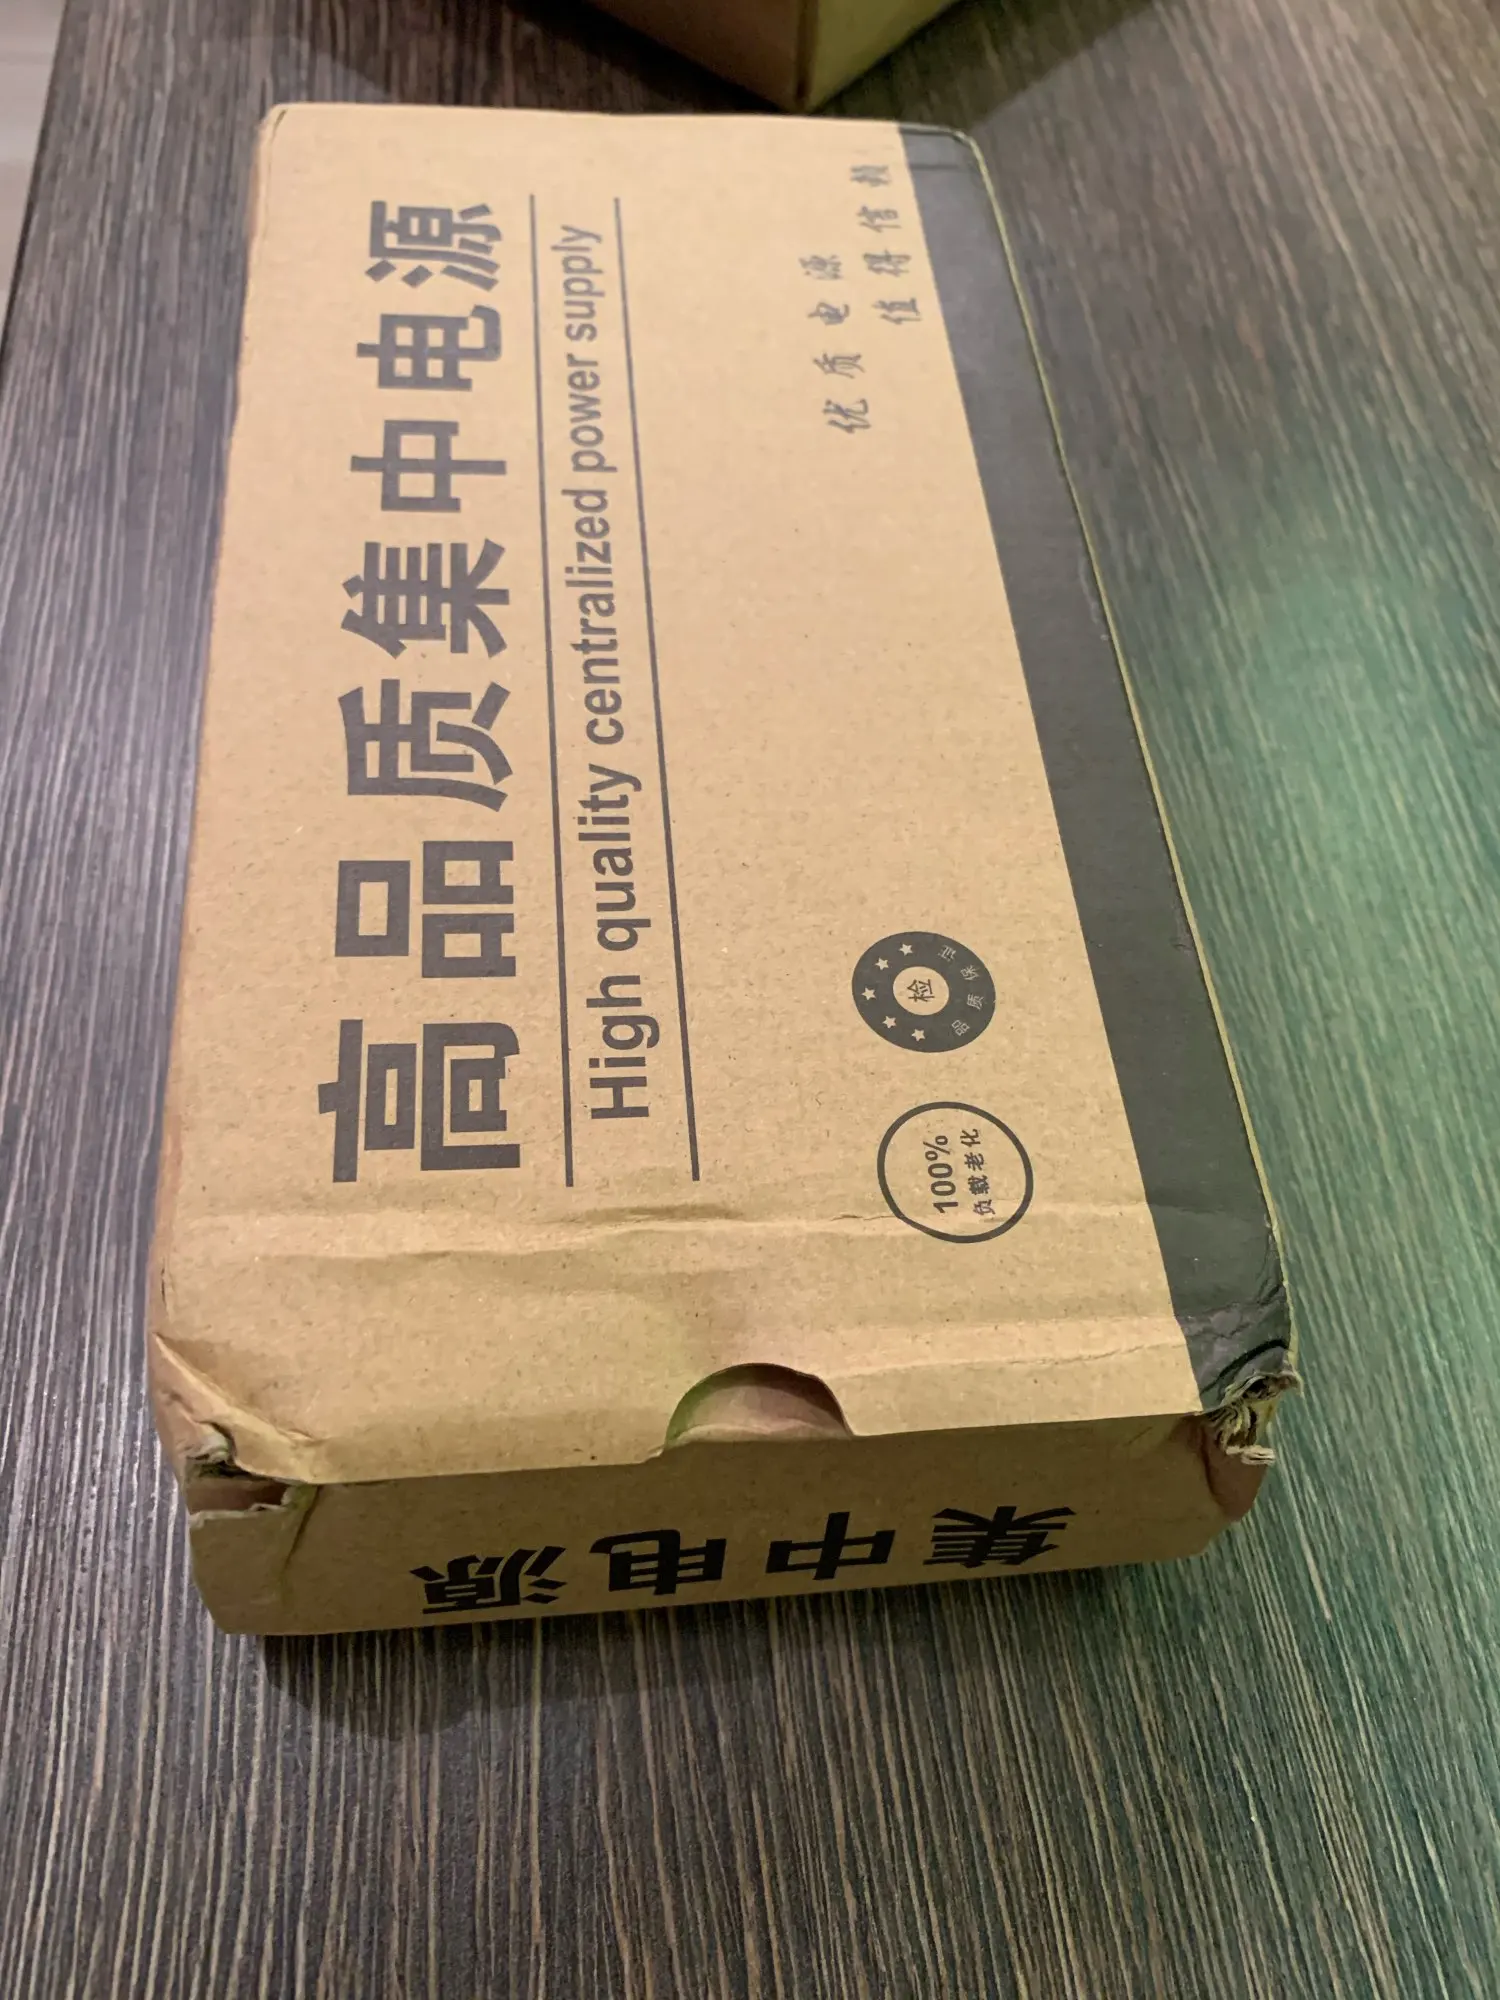 高品质集中电源
High quality centralized power supply
优质电源
值得信赖
100%
负载老化
检
品质保证
集中电源